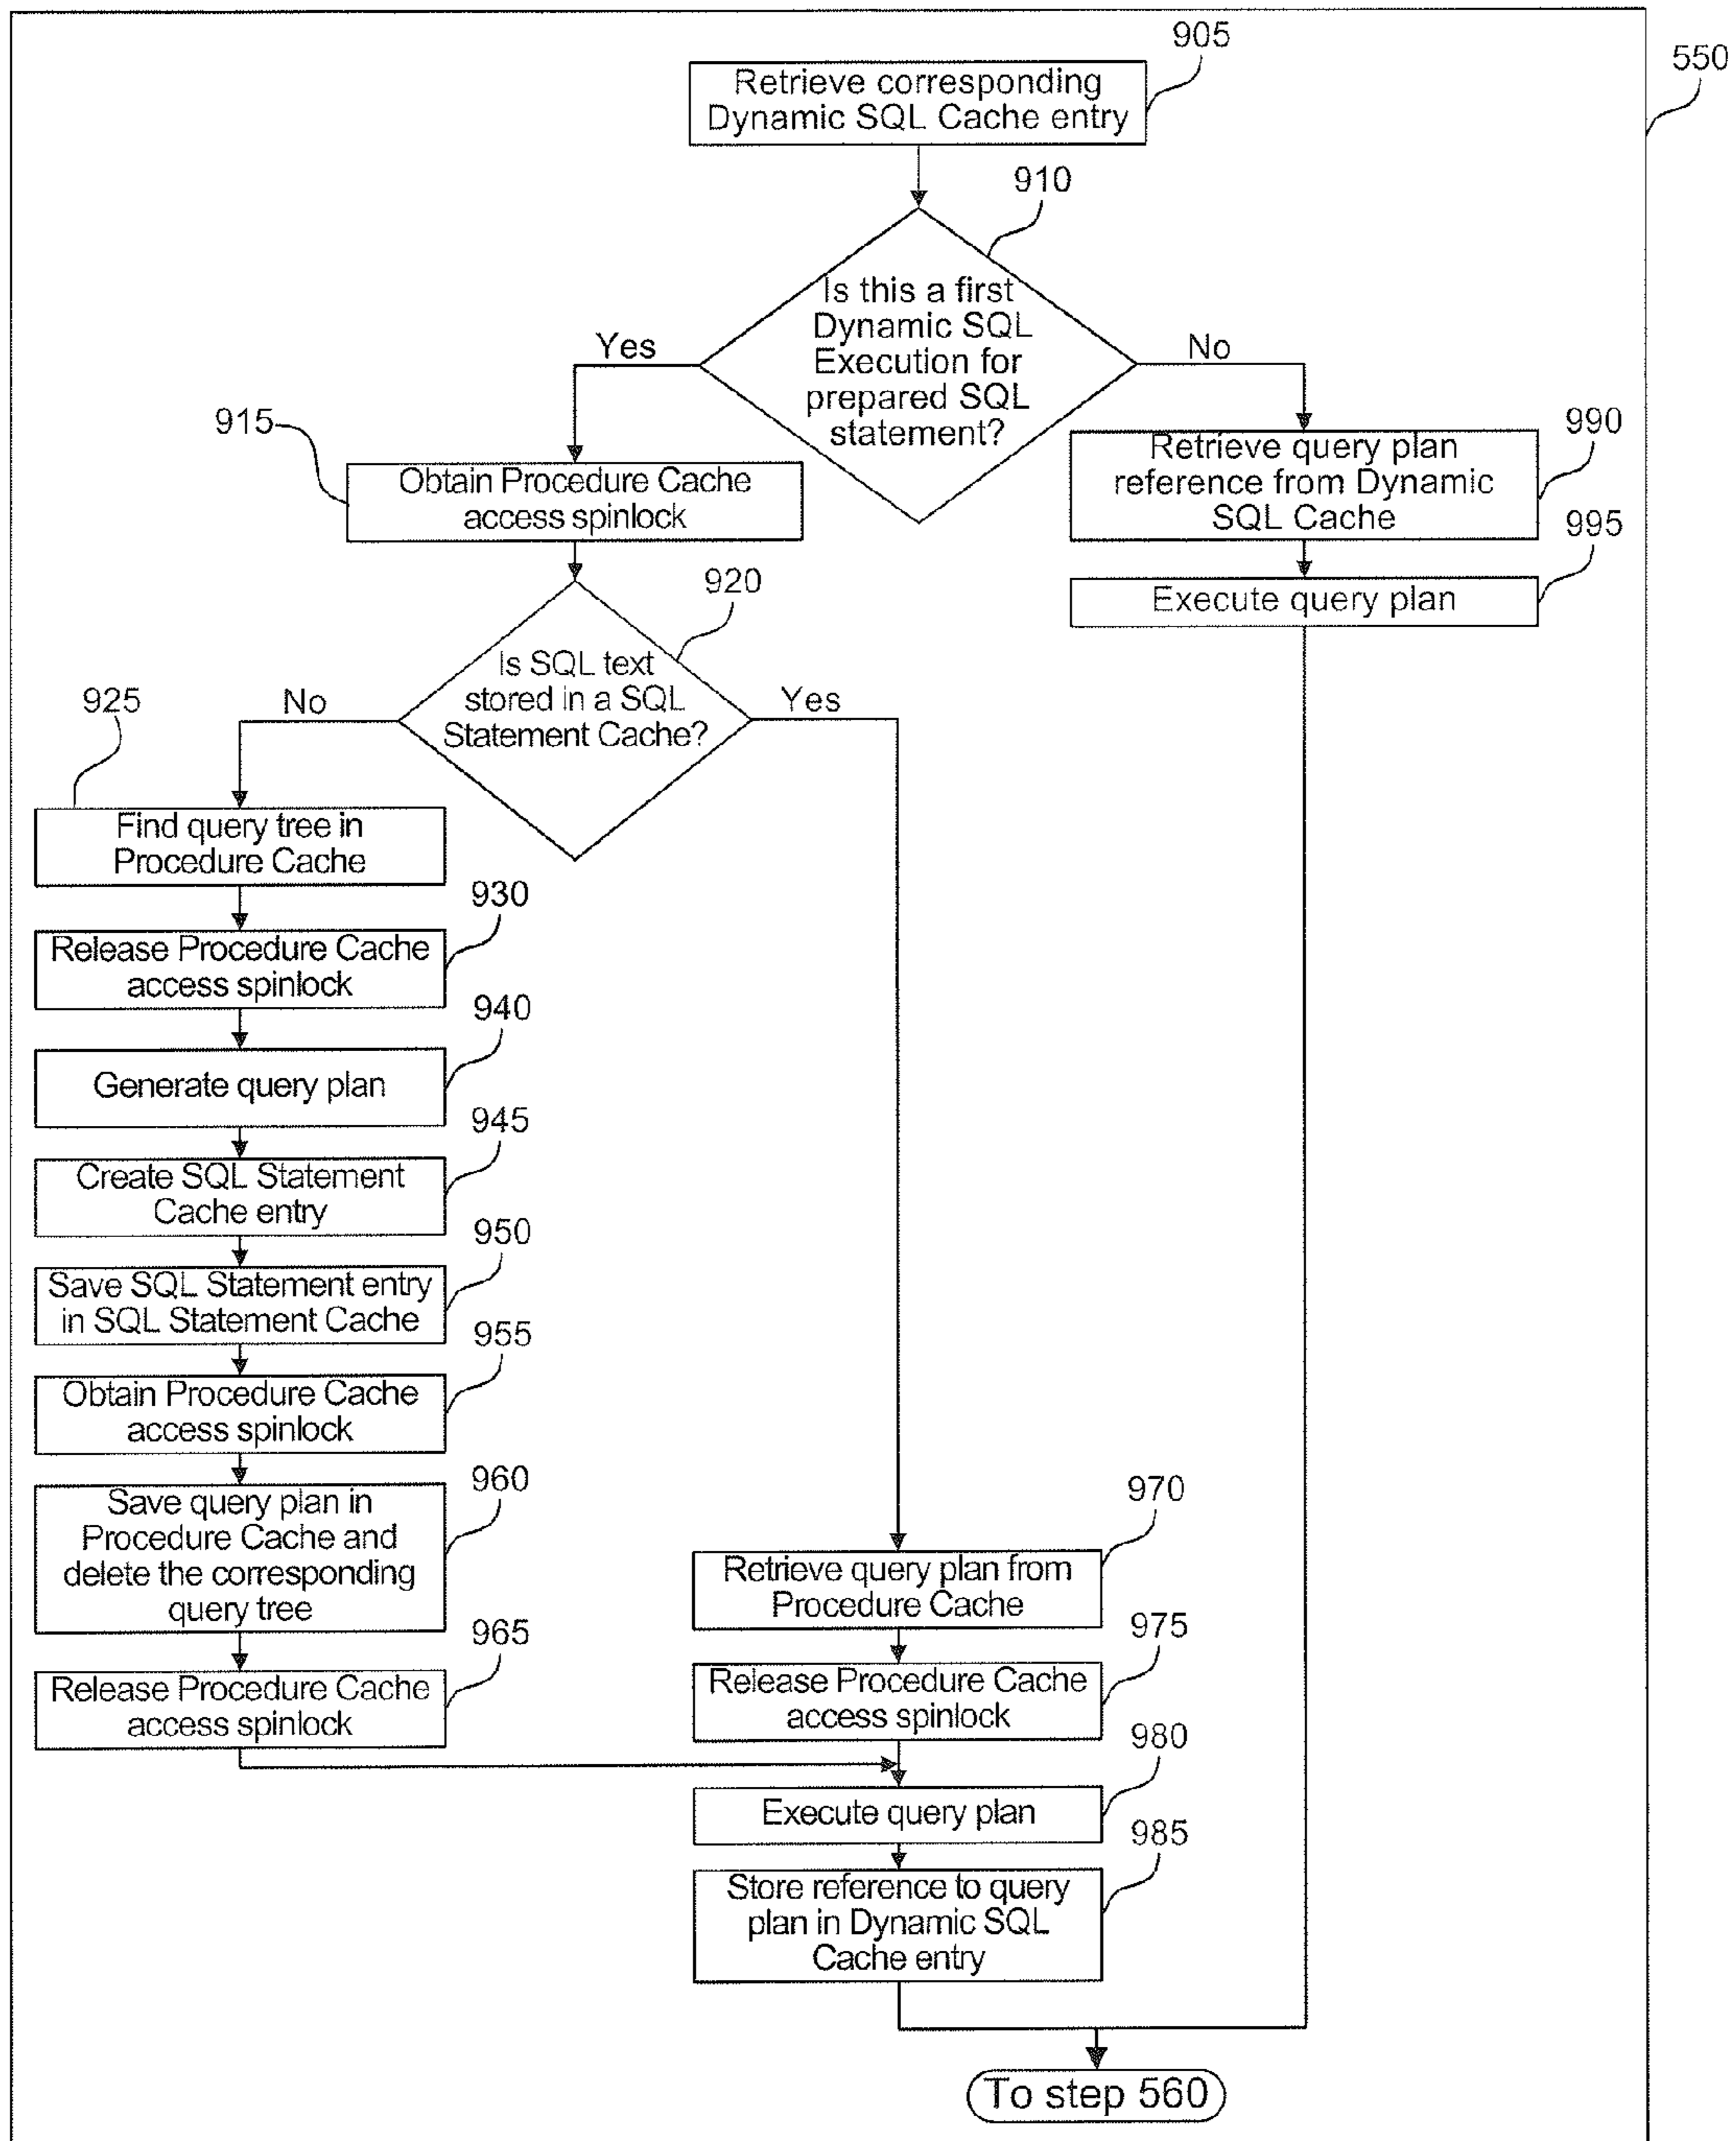 905
550
Retrieve corresponding
Dynamic SQL Cache entry
910
Is this a first
Dynamic SQL
Execution for
prepared SQL
statement?
Yes
No
915
Obtain Procedure Cache
access spinlock
990
Retrieve query plan
reference from Dynamic
SQL Cache
995
Execute query plan
920
Is SQL text
stored in a SQL
Statement Cache?
No
Yes
925
Find query tree in
Procedure Cache
930
Release Procedure Cache
access spinlock
940
Generate query plan
945
Create SQL Statement
Cache entry
950
Save SQL Statement entry
in SQL Statement Cache
955
Obtain Procedure Cache
access spinlock
960
Save query plan in
Procedure Cache and
delete the corresponding
query tree
965
Release Procedure Cache
access spinlock
970
Retrieve query plan from
Procedure Cache
975
Release Procedure Cache
access spinlock
980
Execute query plan
985
Store reference to query
plan in Dynamic SQL
Cache entry
To step 560